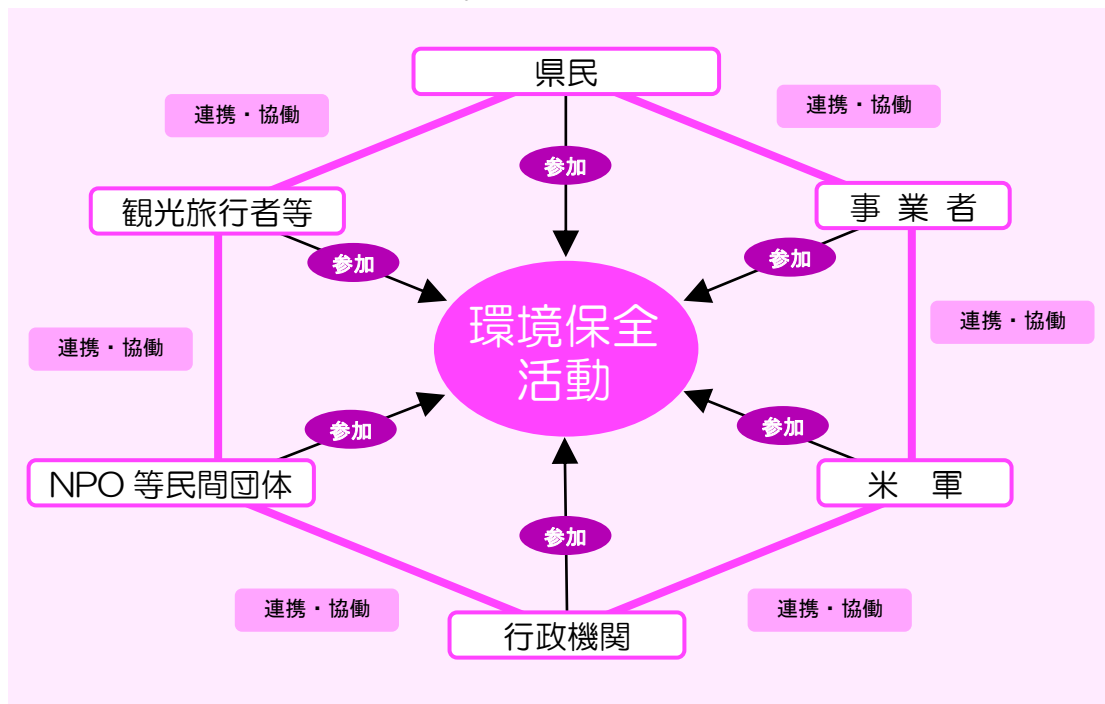 県民
連携・協働
連携・協働
参加
観光旅行者等
事 業 者
参加
参加
環境保全
活動
連携・協働
連携・協働
参加
参加
NPO 等民間団体
米　軍
参加
連携・協働
連携・協働
行政機関